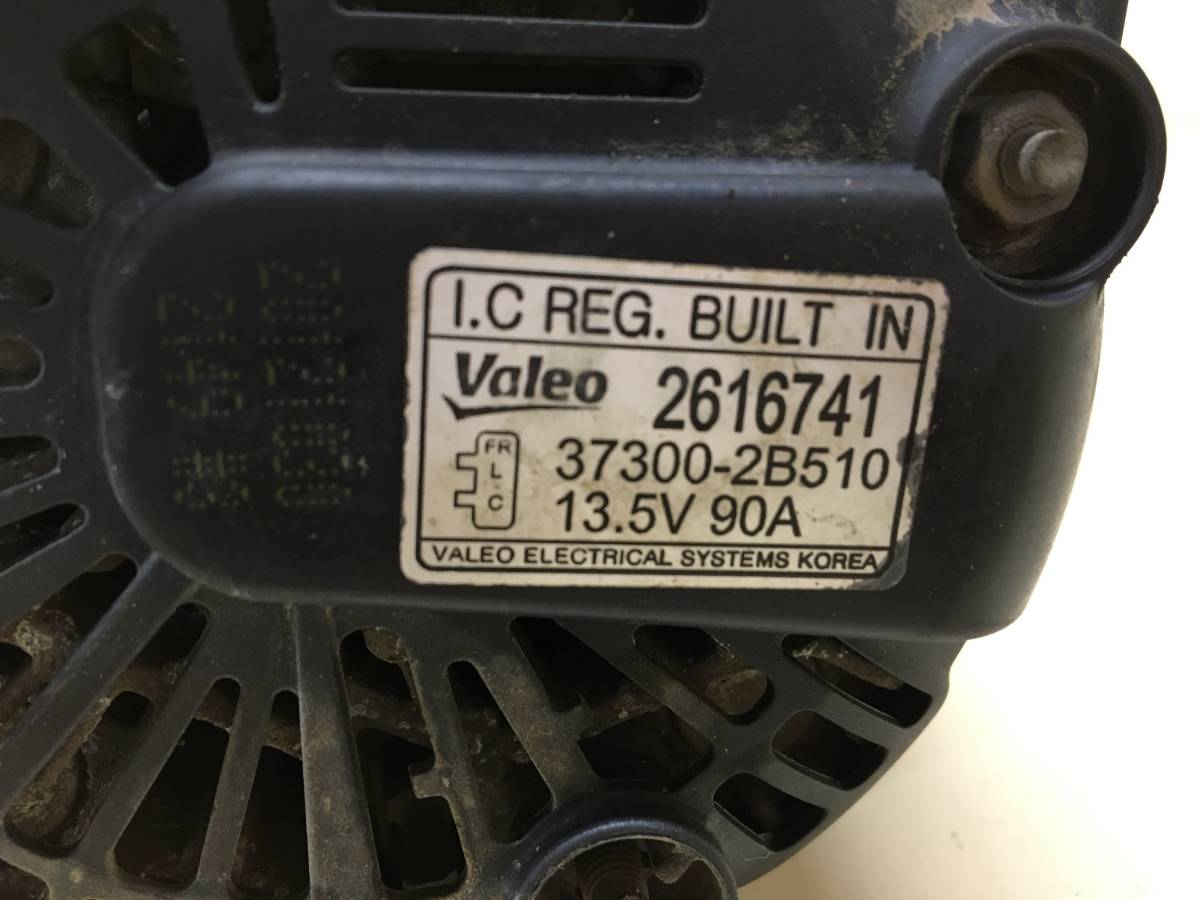 I.C REG. BUILT IN
Valeo 2616741
FR
L
C
37300-2B510
13.5V 90A
VALEO ELECTRICAL SYSTEMS KOREA